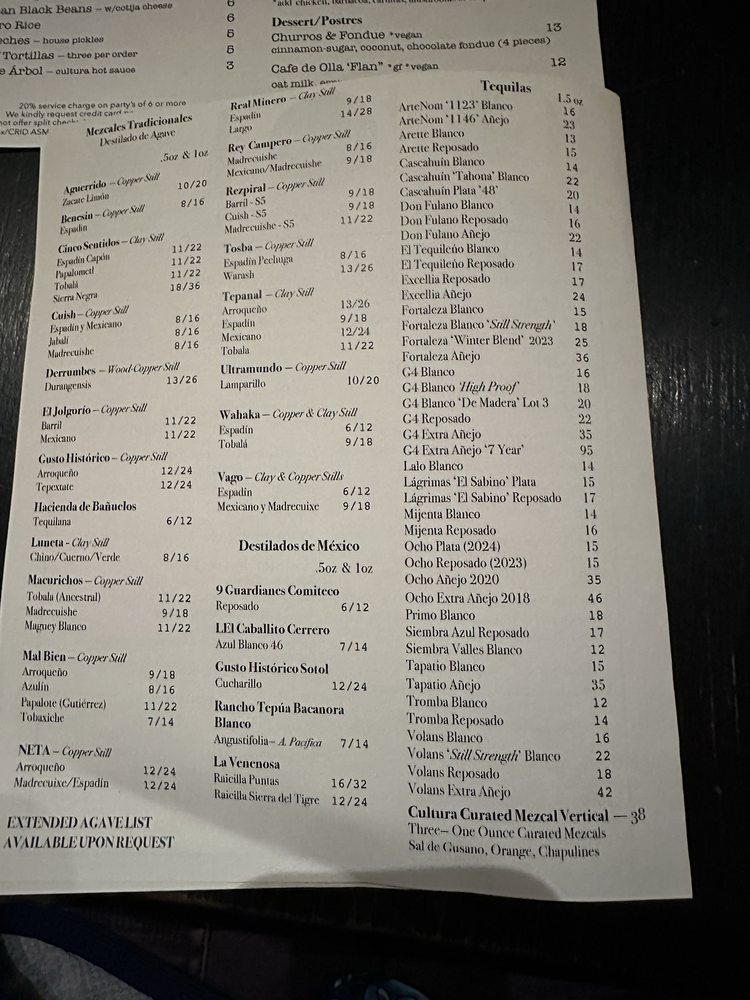 an Black Beans – w/cotija cheese 6
ro Rice 6
ches – house pickles 5
Tortillas – three per order 5
e Árbol – cultura hot sauce 3
20% service charge on party's of 6 or more
We kindly request credit card
not offer split check
x/CRID ASM
Dessert/Postres
Churros & Fondue *vegan 13
cinnamon-sugar, coconut, chocolate fondue (4 pieces)
Cafe de Olla 'Flan" *gf *vegan 12
oat milk,
Mezcales Tradicionales
Destilado de Agave
.5oz & 1oz
Aguerrido – Copper Still
Zacate Limón 10/20
Benesin – Copper Still
Espadin 8/16
Cinco Sentidos – Clay Still
Espadin Capón 11/22
Papalometl 11/22
Tobalá 11/22
Sierra Negra 18/36
Cuish – Copper Still
Espadin y Mexicano 8/16
Jabalí 8/16
Madrecuishe 8/16
Derrumbes – Wood-Copper Still
Durangensis 13/26
El Jolgorio – Copper Still
Barril 11/22
Mexicano 11/22
Gusto Histórico – Copper Still
Arroqueño 12/24
Tepextate 12/24
Hacienda de Bañuelos
Tequilana 6/12
Luneta - Clay Still
Chino/Cuerno/Verde 8/16
Macurichos – Copper Still
Tobala (Ancestral) 11/22
Madrecuishe 9/18
Maguey Blanco 11/22
Mal Bien – Copper Still
Arroqueño 9/18
Azulín 8/16
Papalote (Gutiérrez) 11/22
Tobaxiche 7/14
NETA – Copper Still
Arroqueño 12/24
Madrecuixe/Espadín 12/24
EXTENDED AGAVE LIST
AVAILABLE UPON REQUEST
Real Minero – Clay Still
Espadin 9/18
Largo 14/28
Rey Campero – Copper Still
Madrecuishe 8/16
Mexicano/Madrecuishe 9/18
Rezpiral – Copper Still
Barril - S5 9/18
Cuish - S5 9/18
Madrecuishe - S5 11/22
Tosba – Copper Still
Espadín Pechuga 8/16
Warash 13/26
Tepanal – Clay Still
Arroqueño 13/26
Espadín 9/18
Mexicano 12/24
Tobala 11/22
Ultramundo – Copper Still
Lamparillo 10/20
Wahaka – Copper & Clay Still
Espadín 6/12
Tobalá 9/18
Vago – Clay & Copper Stills
Espadin 6/12
Mexicano y Madrecuixe 9/18
Destilados de México
.5oz & 1oz
9 Guardianes Comiteco
Reposado 6/12
LEl Caballito Cerrero
Azul Blanco 46 7/14
Gusto Histórico Sotol
Cucharillo 12/24
Rancho Tepúa Bacanora
Blanco
Angustifolia– A. Pacifica 7/14
La Venenosa
Raicilla Puntas 16/32
Raicilla Sierra del Tigre 12/24
Tequilas
1.5 oz
ArteNom '1123' Blanco 16
ArteNom '1146' Añejo 23
Arette Blanco 13
Arette Reposado 15
Cascahuín Blanco 14
Cascahuín 'Tahona' Blanco 22
Cascahuín Plata '48' 20
Don Fulano Blanco 14
Don Fulano Reposado 16
Don Fulano Añejo 22
El Tequileño Blanco 14
El Tequileño Reposado 17
Excellia Reposado 17
Excellia Añejo 24
Fortaleza Blanco 15
Fortaleza Blanco 'Still Strength' 18
Fortaleza 'Winter Blend' 2023 25
Fortaleza Añejo 36
G4 Blanco 16
G4 Blanco 'High Proof' 18
G4 Blanco 'De Madera' Lot 3 20
G4 Reposado 22
G4 Extra Añejo 35
G4 Extra Añejo '7 Year' 95
Lalo Blanco 14
Lágrimas 'El Sabino' Plata 15
Lágrimas 'El Sabino' Reposado 17
Mijenta Blanco 14
Mijenta Reposado 16
Ocho Plata (2024) 15
Ocho Reposado (2023) 15
Ocho Añejo 2020 35
Ocho Extra Añejo 2018 46
Primo Blanco 18
Siembra Azul Reposado 17
Siembra Valles Blanco 12
Tapatio Blanco 15
Tapatio Añejo 35
Tromba Blanco 12
Tromba Reposado 14
Volans Blanco 16
Volans 'Still Strength' Blanco 22
Volans Reposado 18
Volans Extra Añejo 42
Cultura Curated Mezcal Vertical — 38
Three– One Ounce Curated Mezcals
Sal de Gusano, Orange, Chapulines